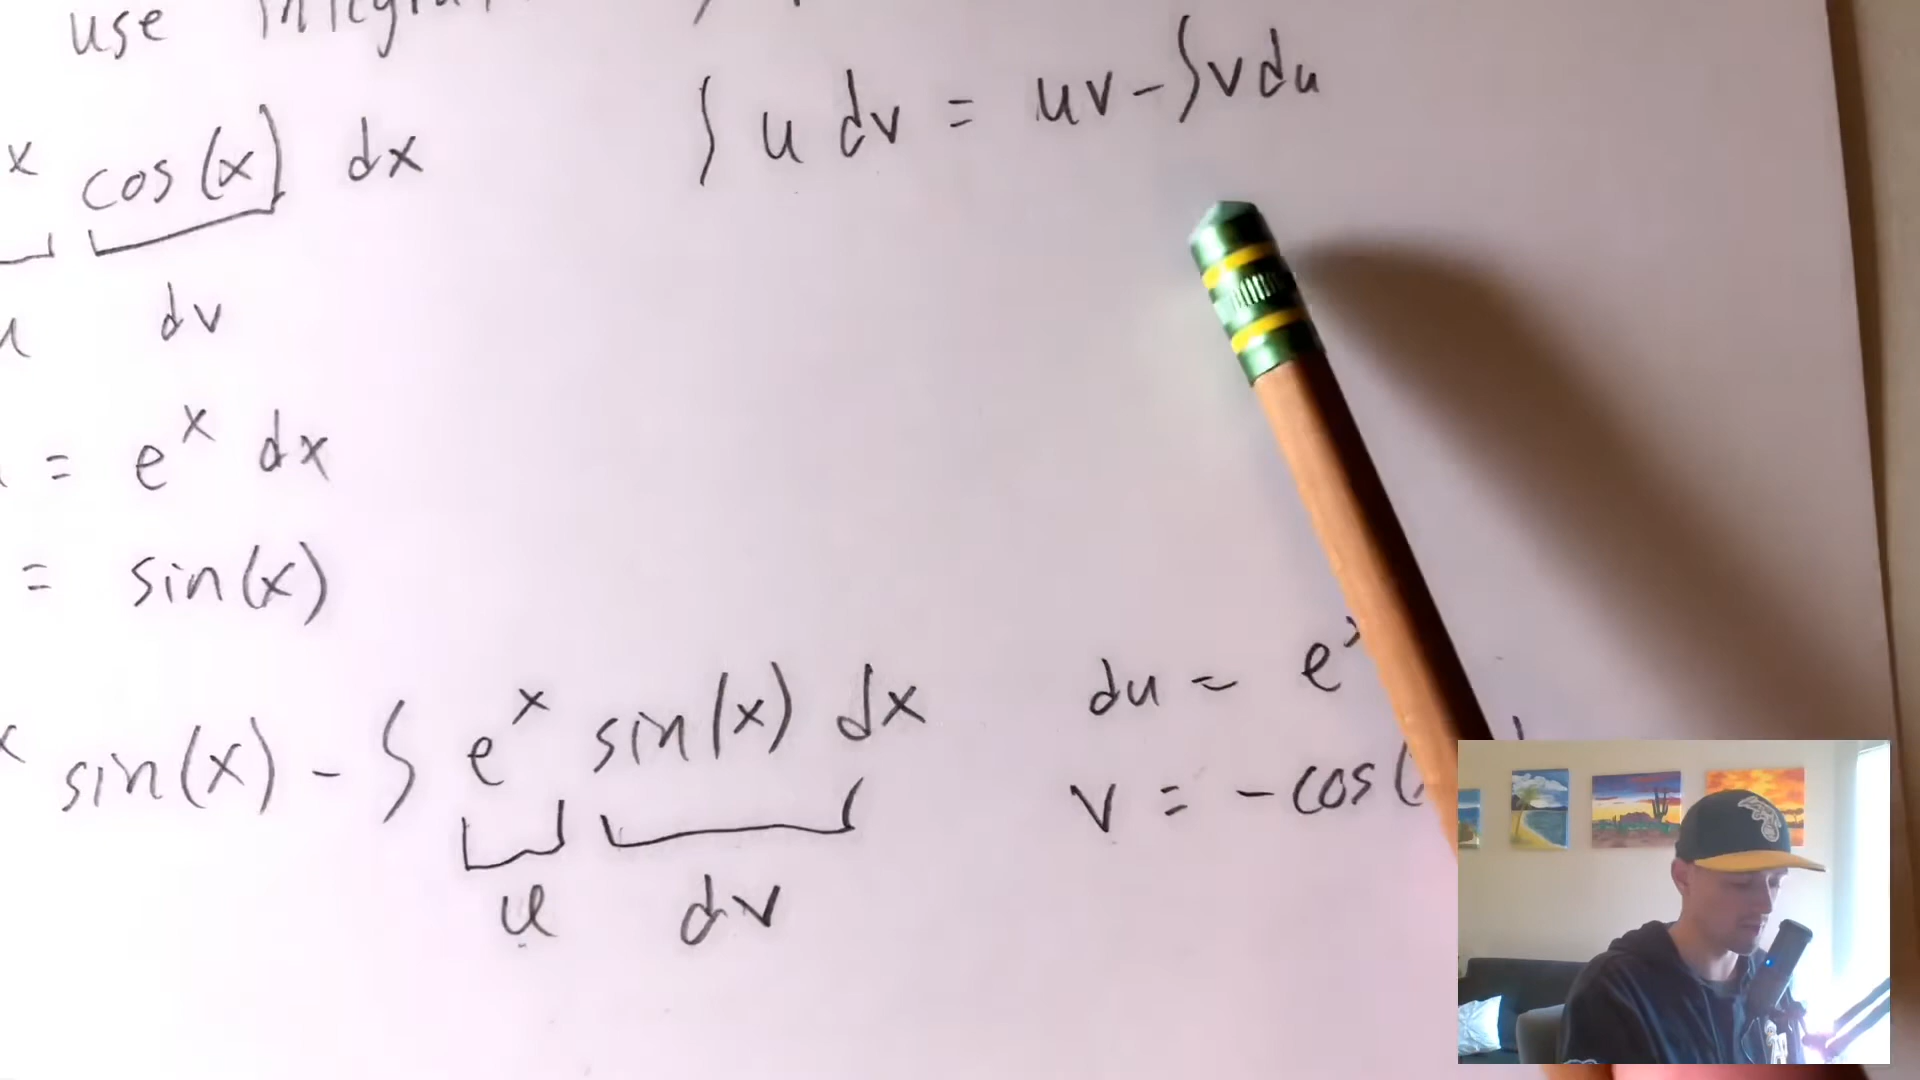 use
∫ u dv = uv - ∫ v du
x cos(x) dx
u dv
= e^x dx
= sin(x)
x sin(x) - ∫ e^x sin(x) dx
u dv
du = e^x
v = - cos(